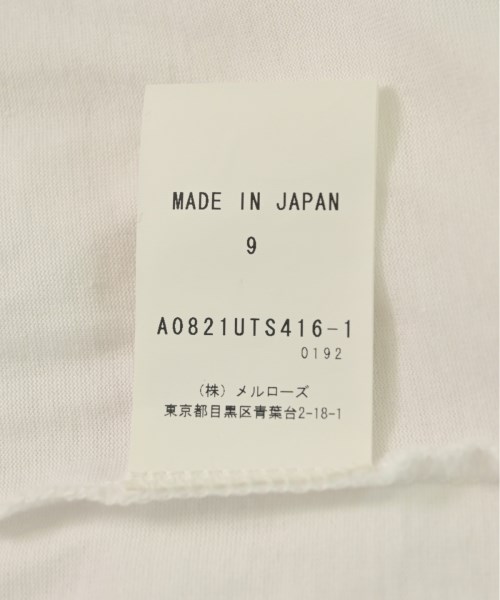 MADE IN JAPAN
9
A0821UTS416-1
0192
(株) メルローズ
東京都目黒区青葉台2-18-1